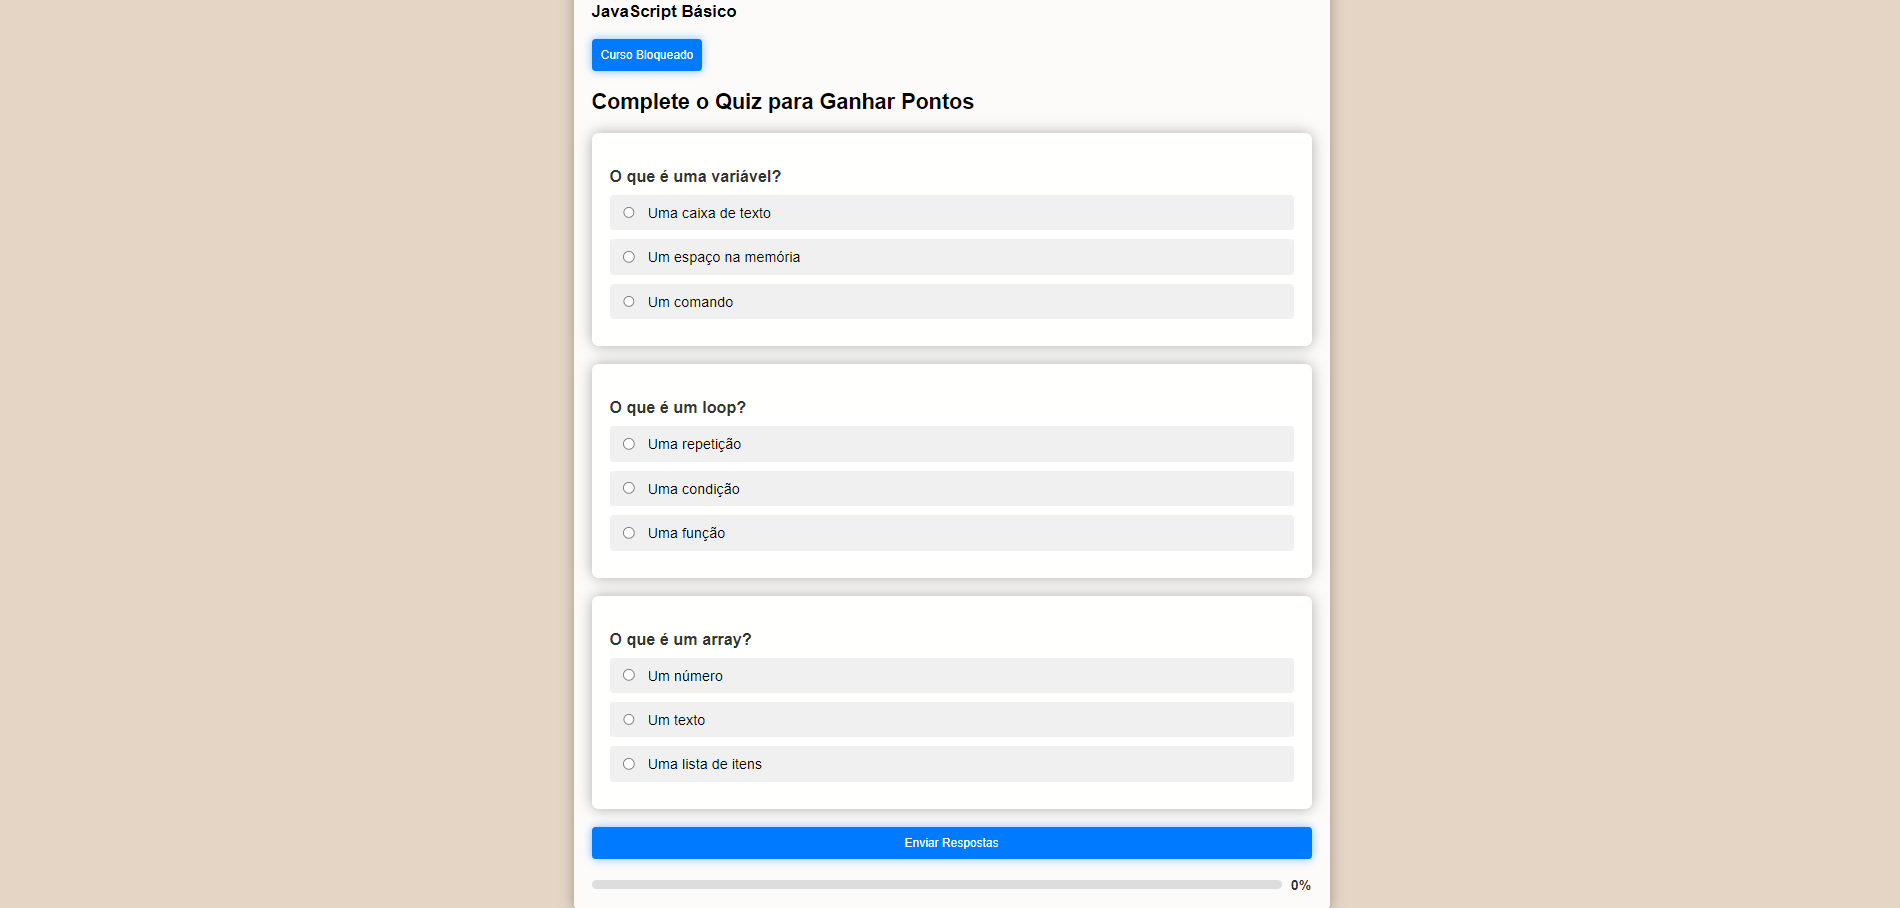 JavaScript Básico
Curso Bloqueado
Complete o Quiz para Ganhar Pontos
O que é uma variável?
Uma caixa de texto
Um espaço na memória
Um comando
O que é um loop?
Uma repetição
Uma condição
Uma função
O que é um array?
Um número
Um texto
Uma lista de itens
Enviar Respostas
0%